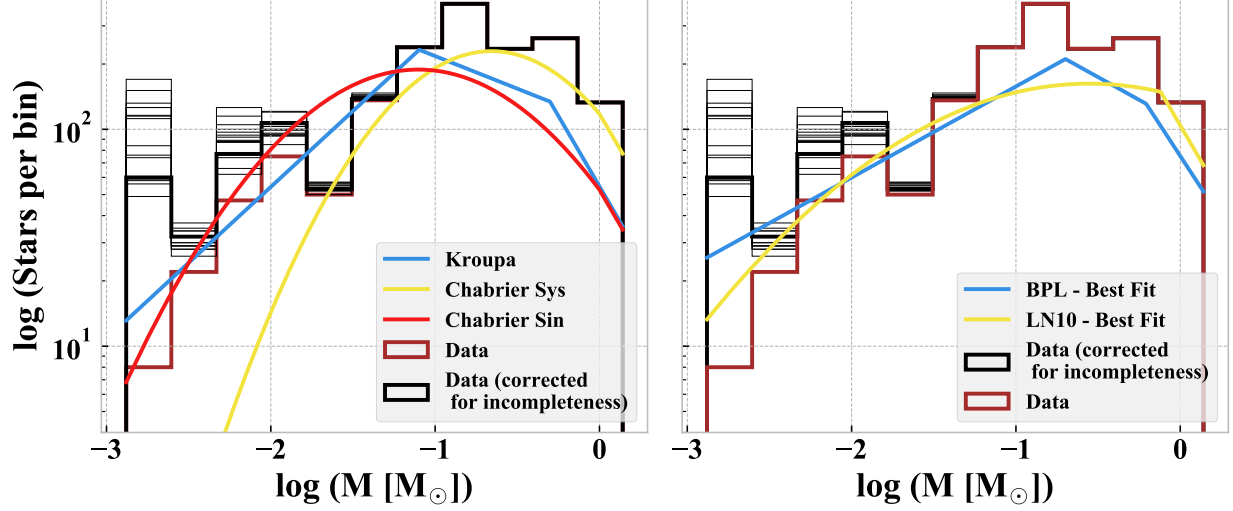 log (Stars per bin)
10²
10¹
Kroupa
Chabrier Sys
Chabrier Sin
Data
Data (corrected
for incompleteness)
−3
−2
−1
0
log (M [M☉])
BPL - Best Fit
LN10 - Best Fit
Data (corrected
for incompleteness)
Data
−3
−2
−1
0
log (M [M☉])